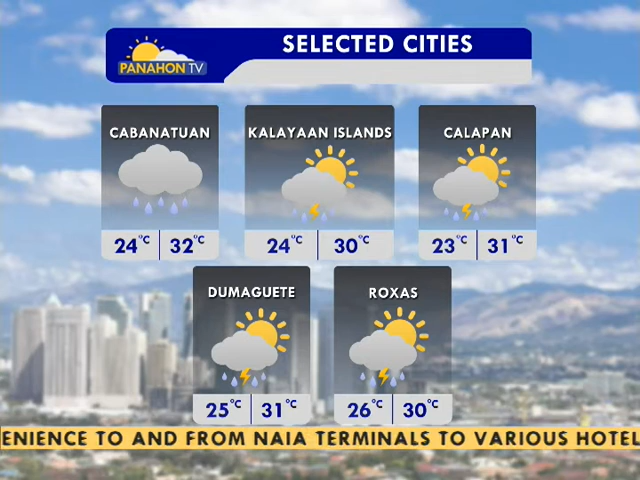 SELECTED CITIES
PANAHON TV
CABANATUAN
24°C 32°C
KALAYAAN ISLANDS
24°C 30°C
CALAPAN
23°C 31°C
DUMAGUETE
25°C 31°C
ROXAS
26°C 30°C
ENIENCE TO AND FROM NAIA TERMINALS TO VARIOUS HOTEL